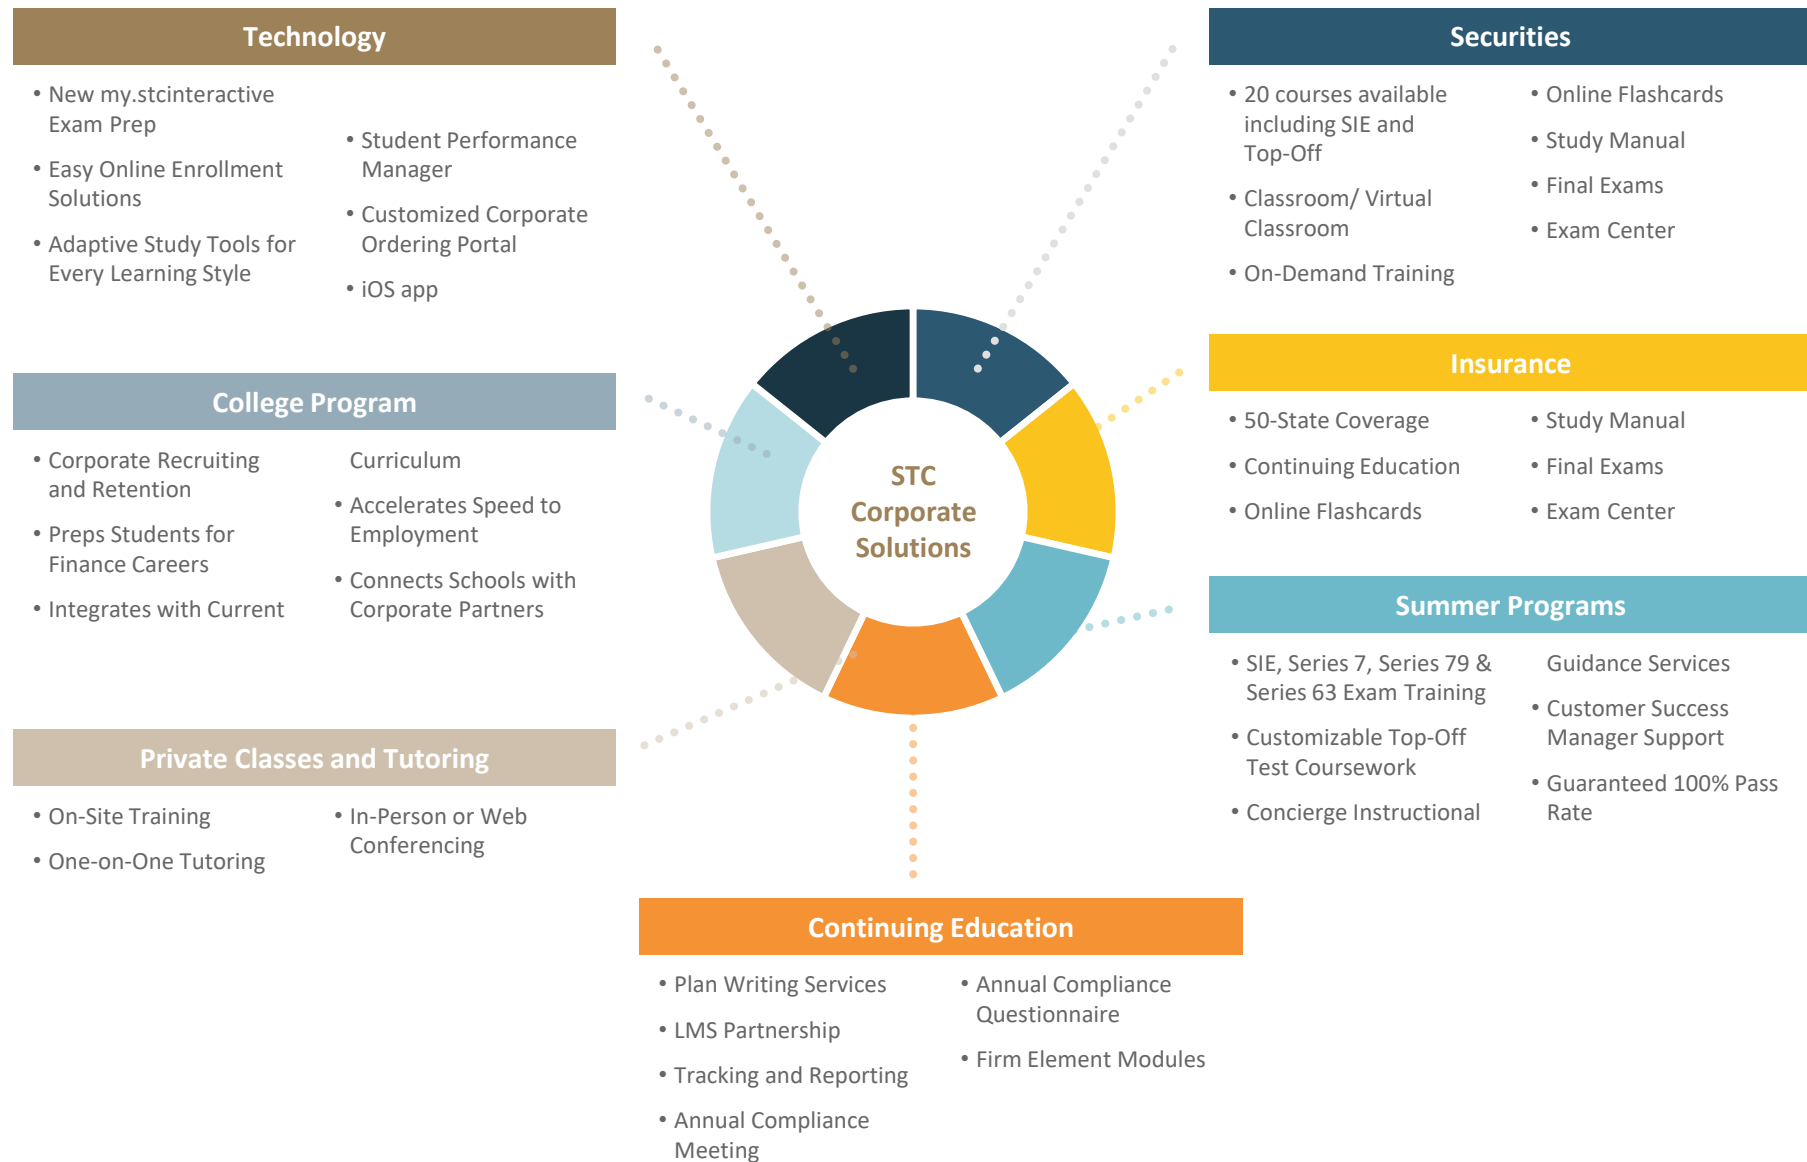 Technology
• New my.stcinteractive
Exam Prep
• Easy Online Enrollment
Solutions
• Adaptive Study Tools for
Every Learning Style
• Student Performance
Manager
• Customized Corporate
Ordering Portal
• iOS app
Securities
• 20 courses available
including SIE and
Top-Off
• Classroom/ Virtual
Classroom
• On-Demand Training
• Online Flashcards
• Study Manual
• Final Exams
• Exam Center
College Program
• Corporate Recruiting
and Retention
• Preps Students for
Finance Careers
• Integrates with Current
Curriculum
• Accelerates Speed to
Employment
• Connects Schools with
Corporate Partners
STC
Corporate
Solutions
Insurance
• 50-State Coverage
• Continuing Education
• Online Flashcards
• Study Manual
• Final Exams
• Exam Center
Summer Programs
• SIE, Series 7, Series 79 &
Series 63 Exam Training
• Customizable Top-Off
Test Coursework
• Concierge Instructional
Guidance Services
• Customer Success
Manager Support
• Guaranteed 100% Pass
Rate
Private Classes and Tutoring
• On-Site Training
• One-on-One Tutoring
• In-Person or Web
Conferencing
Continuing Education
• Plan Writing Services
• LMS Partnership
• Tracking and Reporting
• Annual Compliance
Meeting
• Annual Compliance
Questionnaire
• Firm Element Modules